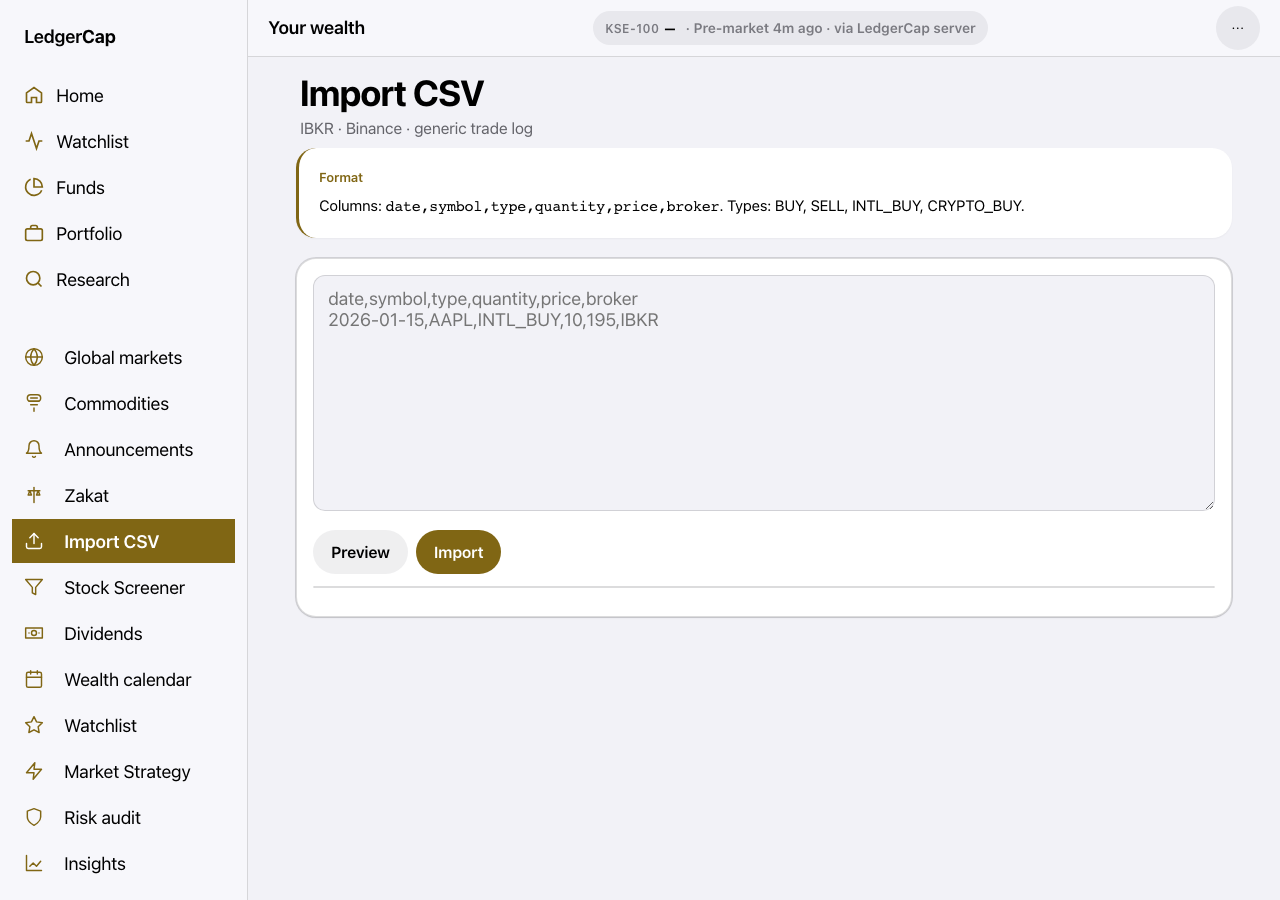 LedgerCap
Home
Watchlist
Funds
Portfolio
Research
Global markets
Commodities
Announcements
Zakat
Import CSV
Stock Screener
Dividends
Wealth calendar
Watchlist
Market Strategy
Risk audit
Insights
Your wealth
KSE-100 — · Pre-market 4m ago · via LedgerCap server
...
Import CSV
IBKR · Binance · generic trade log
Format
Columns: date,symbol,type,quantity,price,broker. Types: BUY, SELL, INTL_BUY, CRYPTO_BUY.
date,symbol,type,quantity,price,broker
2026-01-15,AAPL,INTL_BUY,10,195,IBKR
Preview
Import